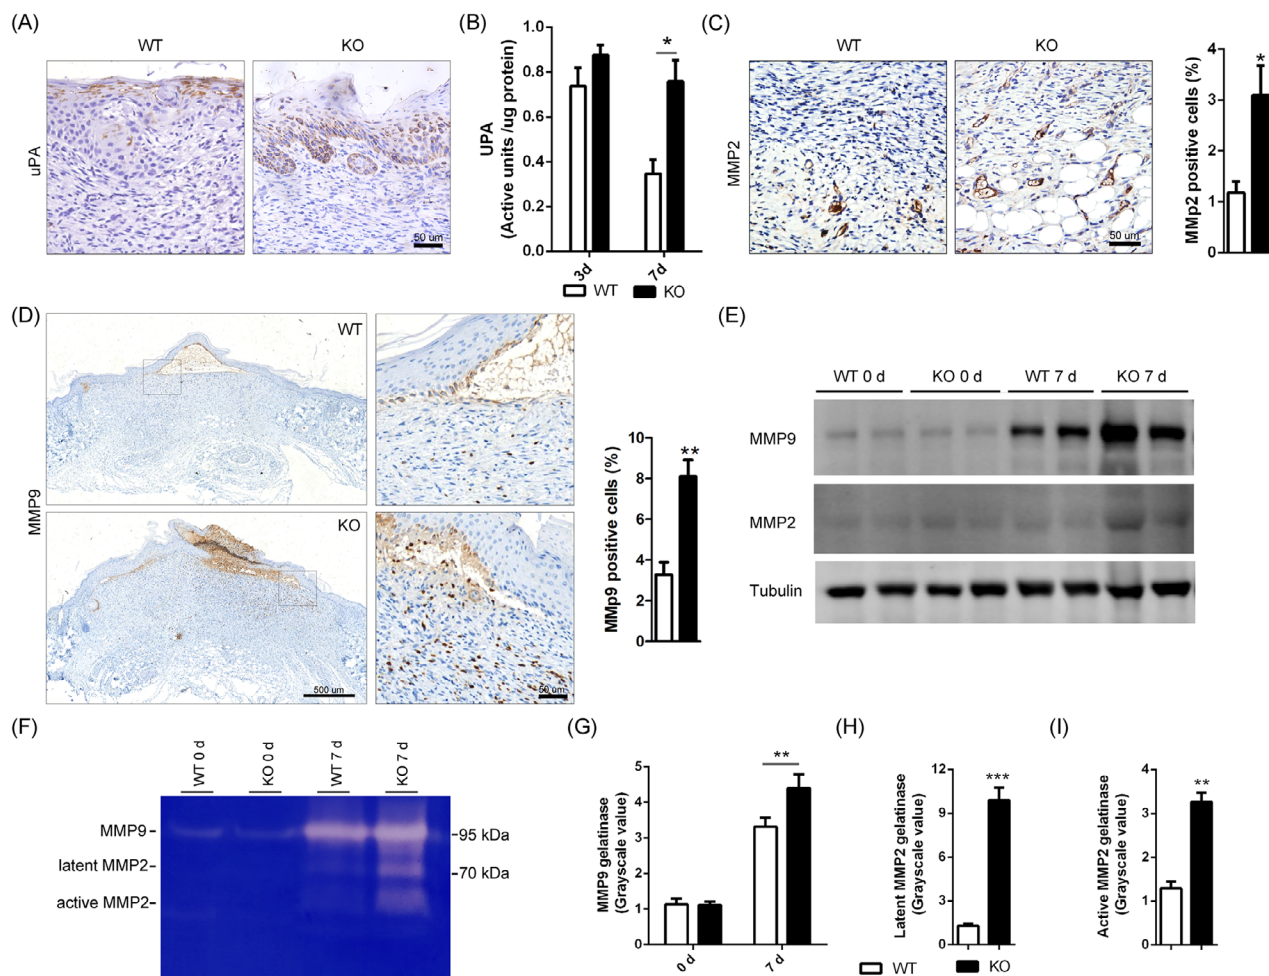 (A)
WT
KO
uPA
50 um
(B)
UPA
(Active units /ug protein)
1.0
0.8
0.6
0.4
0.2
0.0
*
3d
7d
WT
KO
(C)
WT
KO
MMP2
50 um
MMp2 positive cells (%)
4
3
2
1
0
*
(D)
MMP9
WT
KO
500 um
50 um
MMp9 positive cells (%)
10
8
6
4
2
0
**
(E)
WT 0 d
KO 0 d
WT 7 d
KO 7 d
MMP9
MMP2
Tubulin
(F)
WT 0 d
KO 0 d
WT 7 d
KO 7 d
MMP9-
latent MMP2-
active MMP2-
-95 kDa
-70 kDa
(G)
MMP9 gelatinase
(Grayscale value)
5
4
3
2
1
0
**
0 d
7 d
(H)
Latent MMP2 gelatinase
(Grayscale value)
12
9
6
3
0
***
(I)
Active MMP2 gelatinase
(Grayscale value)
4
3
2
1
0
**
WT
KO